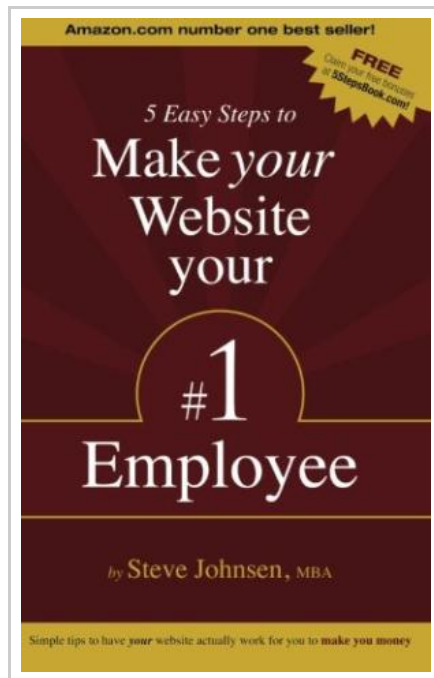 Amazon.com number one best seller!
FREE
Claim your free bonuses
at 5StepsBook.com!
5 Easy Steps to
Make your
Website
your
#1
Employee
by Steve Johnsen, MBA
Simple tips to have your website actually work for you to make you money